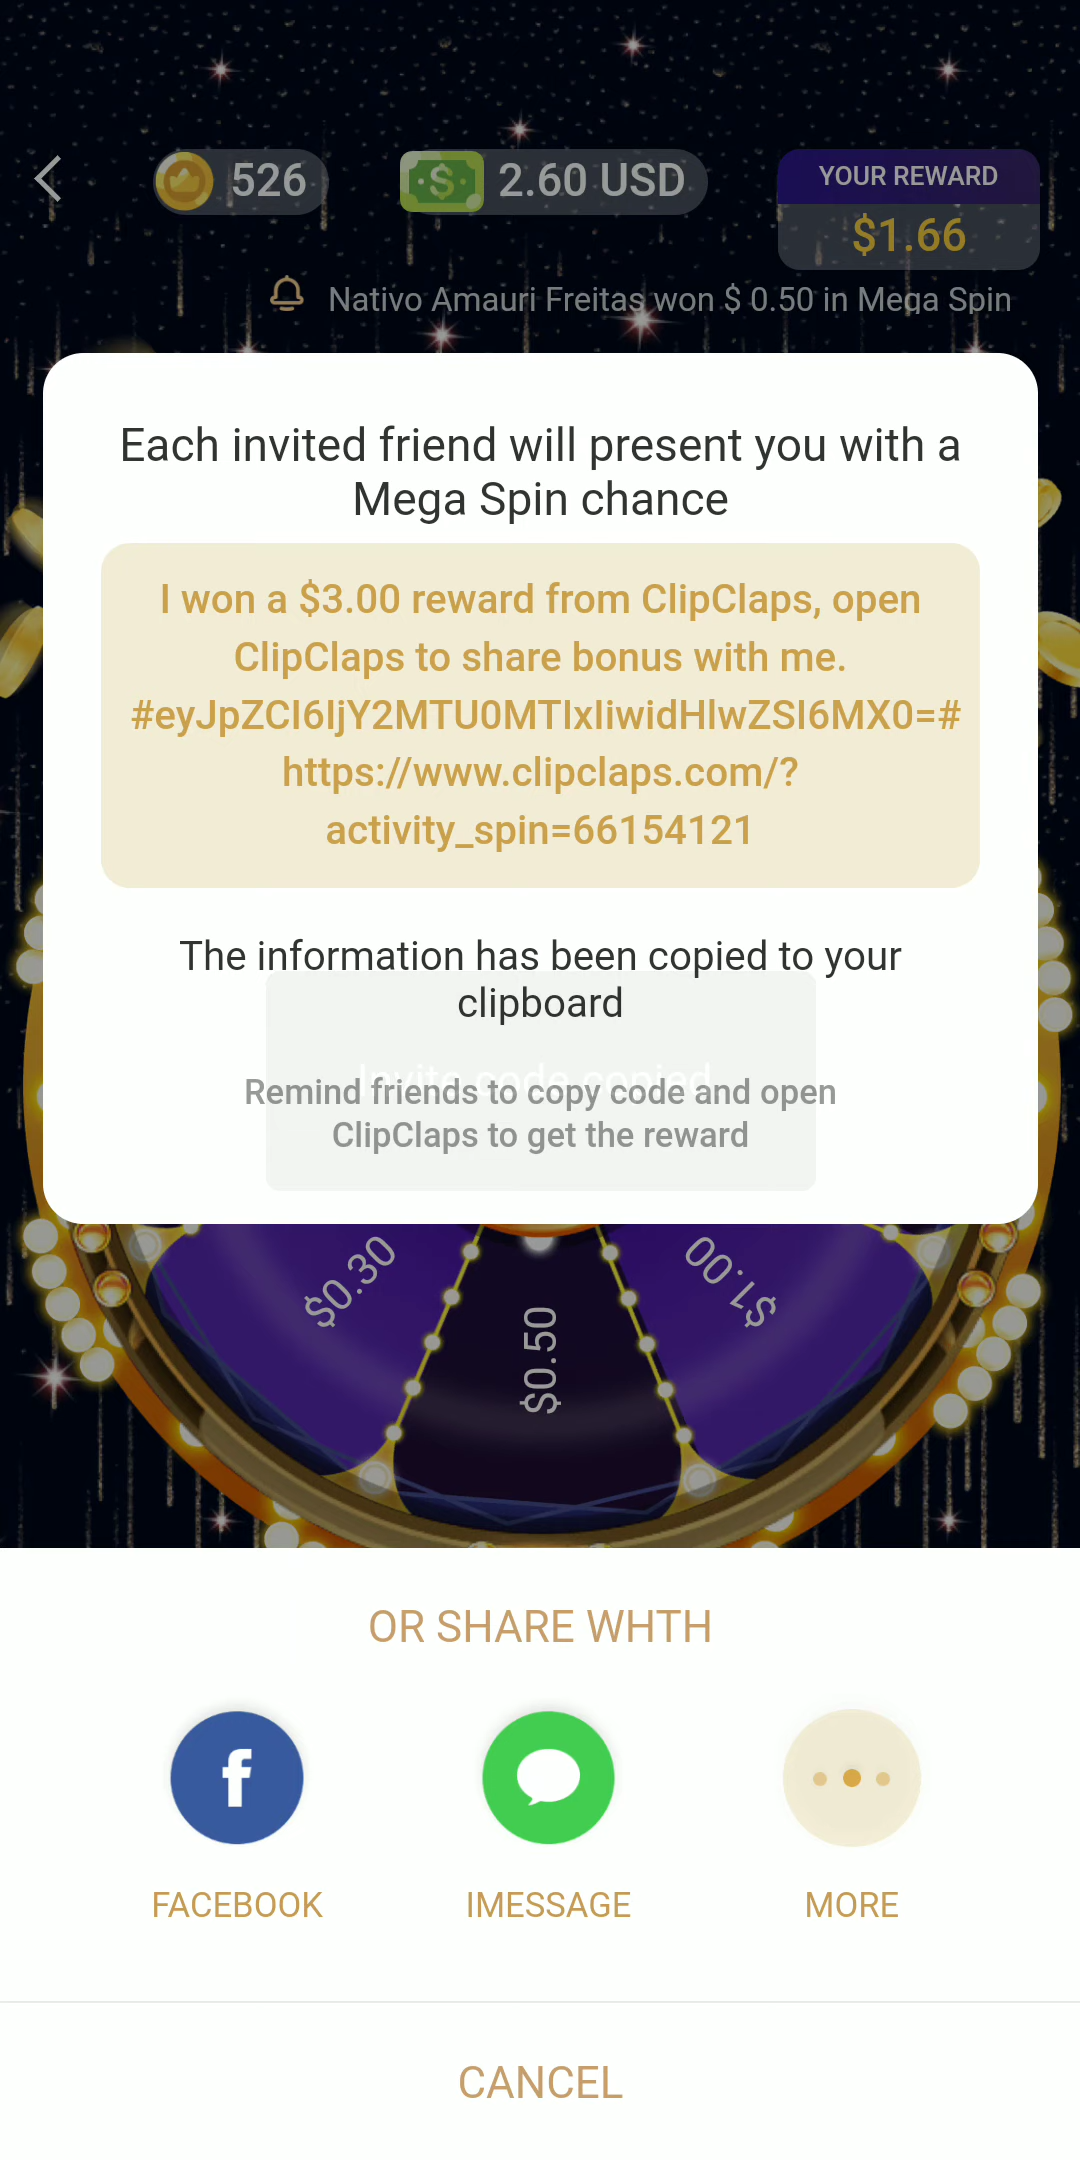 526
2.60 USD
YOUR REWARD
$1.66
Nativo Amauri Freitas won $ 0.50 in Mega Spin
Each invited friend will present you with a
Mega Spin chance
I won a $3.00 reward from ClipClaps, open
ClipClaps to share bonus with me.
#eyJpZCI6IjY2MTU0MTIxIiwidHlwZSI6MX0=#
https://www.clipclaps.com/?
activity_spin=66154121
The information has been copied to your
clipboard
Invite code copied
Remind friends to copy code and open
ClipClaps to get the reward
$0.30
$0.50
$1.00
OR SHARE WHTH
FACEBOOK
IMESSAGE
MORE
CANCEL